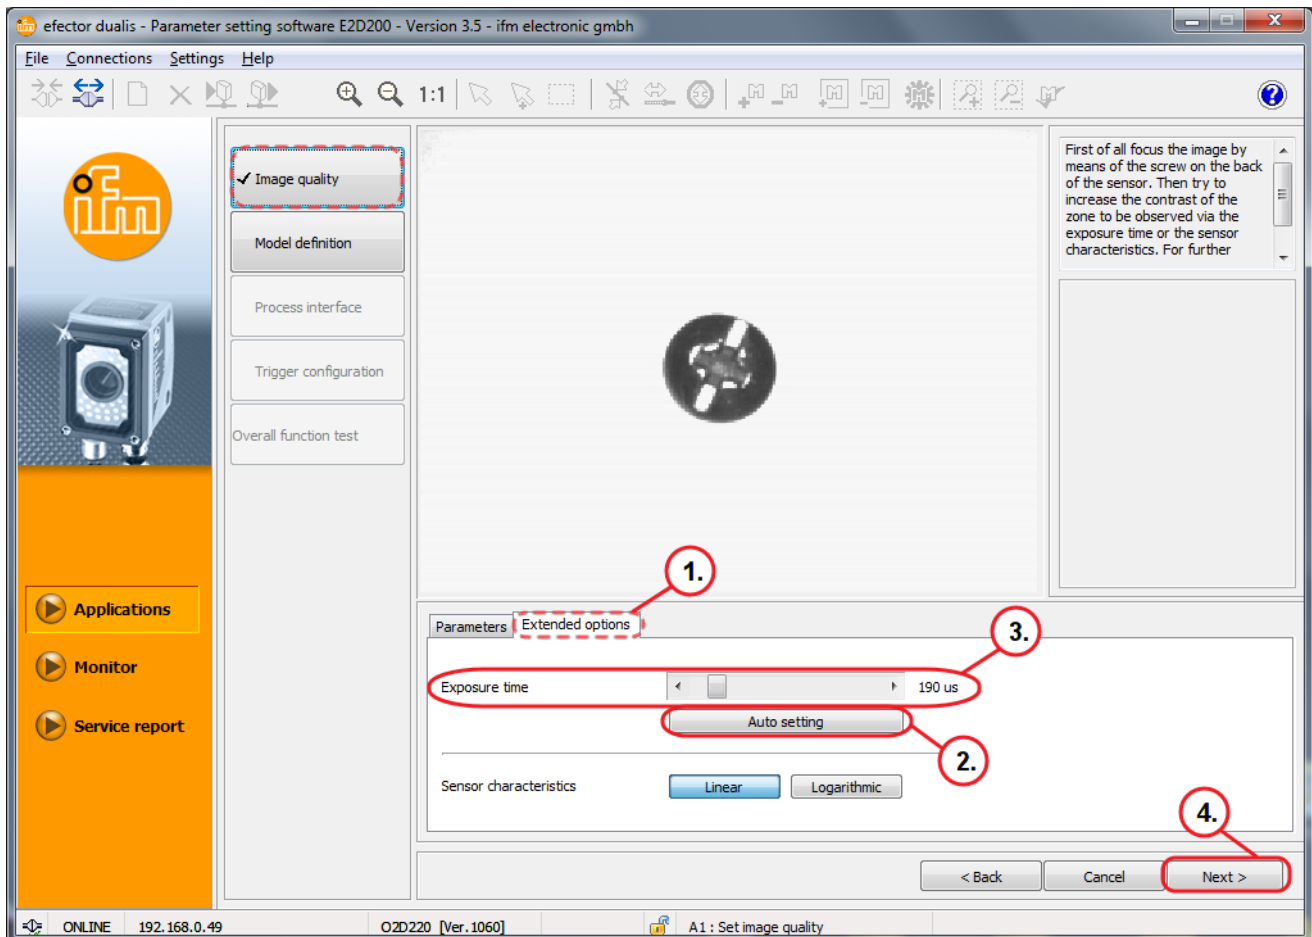 efector dualis - Parameter setting software E2D200 - Version 3.5 - ifm electronic gmbh
File Connections Settings Help
1:1
ifm
Image quality
Model definition
Process interface
Trigger configuration
Overall function test
First of all focus the image by
means of the screw on the back
of the sensor. Then try to
increase the contrast of the
zone to be observed via the
exposure time or the sensor
characteristics. For further
Applications
Monitor
Service report
1.
Parameters Extended options
3.
Exposure time 190 us
Auto setting
2.
Sensor characteristics Linear Logarithmic
4.
< Back Cancel Next >
ONLINE 192.168.0.49 O2D220 [Ver. 1060] A1 : Set image quality